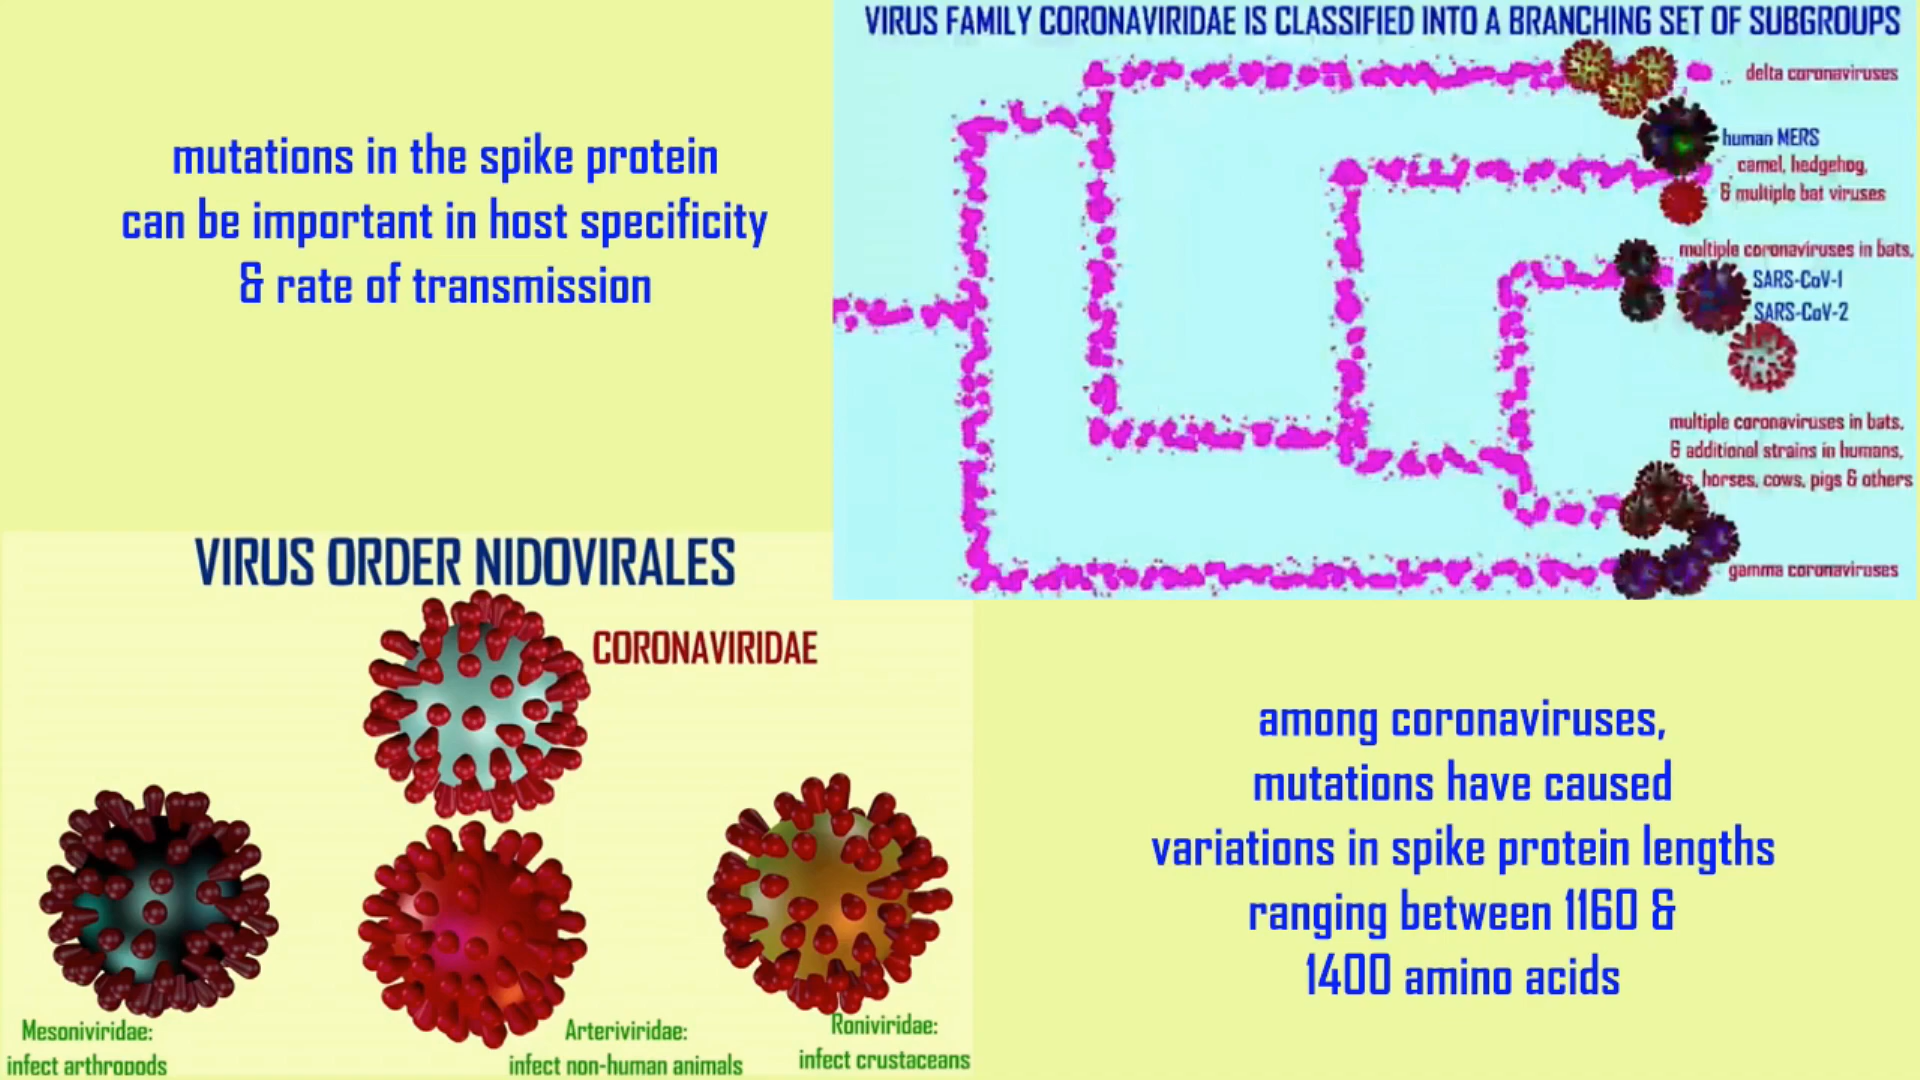 mutations in the spike protein
can be important in host specificity
& rate of transmission
VIRUS FAMILY CORONAVIRIDAE IS CLASSIFIED INTO A BRANCHING SET OF SUBGROUPS
delta coronaviruses
human MERS
camel, hedgehog,
& multiple bat viruses
multiple coronaviruses in bats,
SARS-CoV-1
SARS-CoV-2
multiple coronaviruses in bats,
& additional strains in humans,
horses, cows, pigs & others
gamma coronaviruses
VIRUS ORDER NIDOVIRALES
CORONAVIRIDAE
Mesoniviridae:
infect arthropods
Arteriviridae:
infect non-human animals
Roniviridae:
infect crustaceans
among coronaviruses,
mutations have caused
variations in spike protein lengths
ranging between 1160 &
1400 amino acids